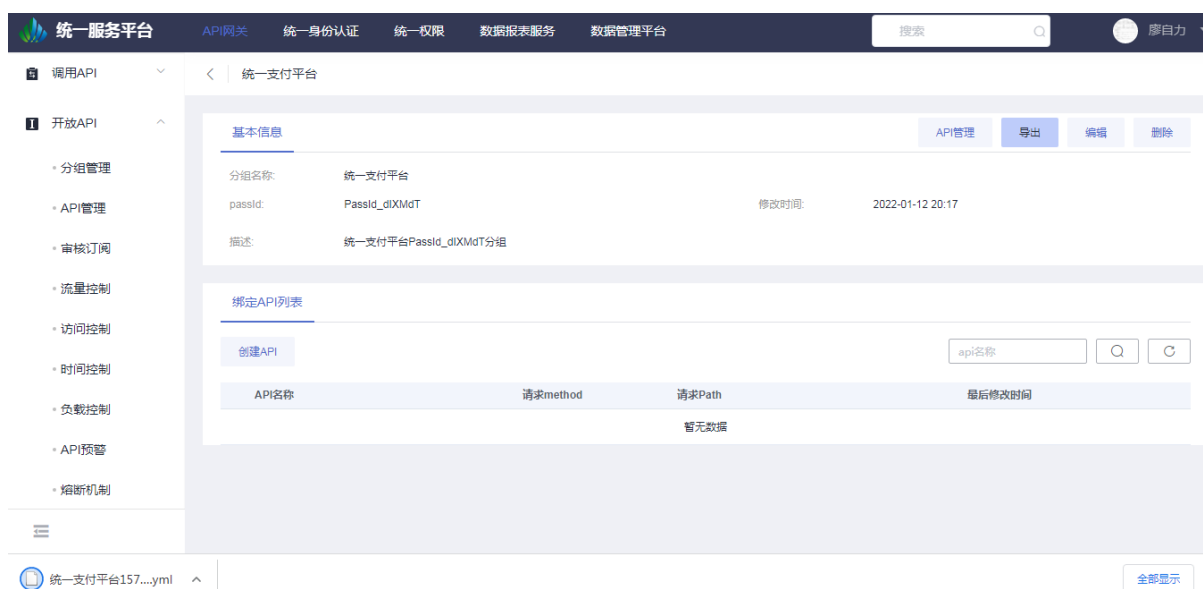 统一服务平台 API网关 统一身份认证 统一权限 数据报表服务 数据管理平台 搜索 廖自力
调用API
统一支付平台
开放API
基本信息 API管理 导出 编辑 删除
分组管理
分组名称: 统一支付平台
API管理
passId: PassId_dIXMdT 修改时间: 2022-01-12 20:17
审核订阅
描述: 统一支付平台PassId_dIXMdT分组
流量控制
绑定API列表
访问控制
创建API api名称
时间控制
API名称 请求method 请求Path 最后修改时间
负载控制
暂无数据
API预警
熔断机制
统一支付平台157....yml 全部显示